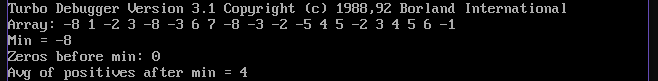 Turbo Debugger Version 3.1 Copyright (c) 1988,92 Borland International
Array: -8 1 -2 3 -8 -3 6 7 -8 -3 -2 -5 4 5 -2 3 4 5 6 -1
Min = -8
Zeros before min: 0
Avg of positives after min = 4